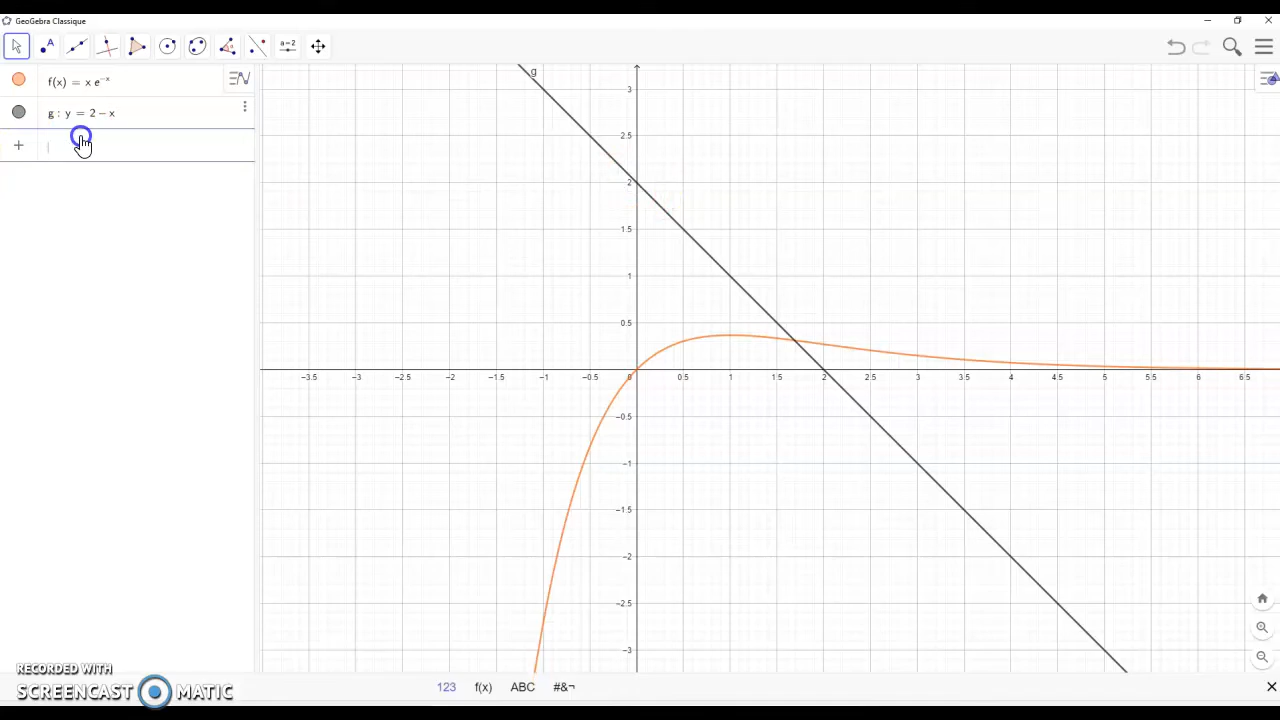 GeoGebra Classique
a=2
f(x) = x e^−x
g : y = 2 − x
g
3
2.5
2
1.5
1
0.5
−3.5 −3 −2.5 −2 −1.5 −1 −0.5 0 0.5 1 1.5 2 2.5 3 3.5 4 4.5 5 5.5 6 6.5
−0.5
−1
−1.5
−2
−2.5
−3
RECORDED WITH
SCREENCAST MATIC
123 f(x) ABC #&¬